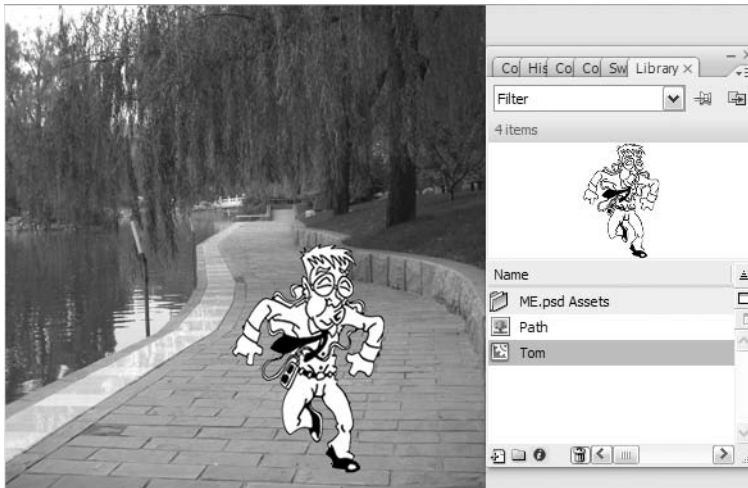 Co His Co Co Sw Library ×
Filter
4 items
Name
ME.psd Assets
Path
Tom